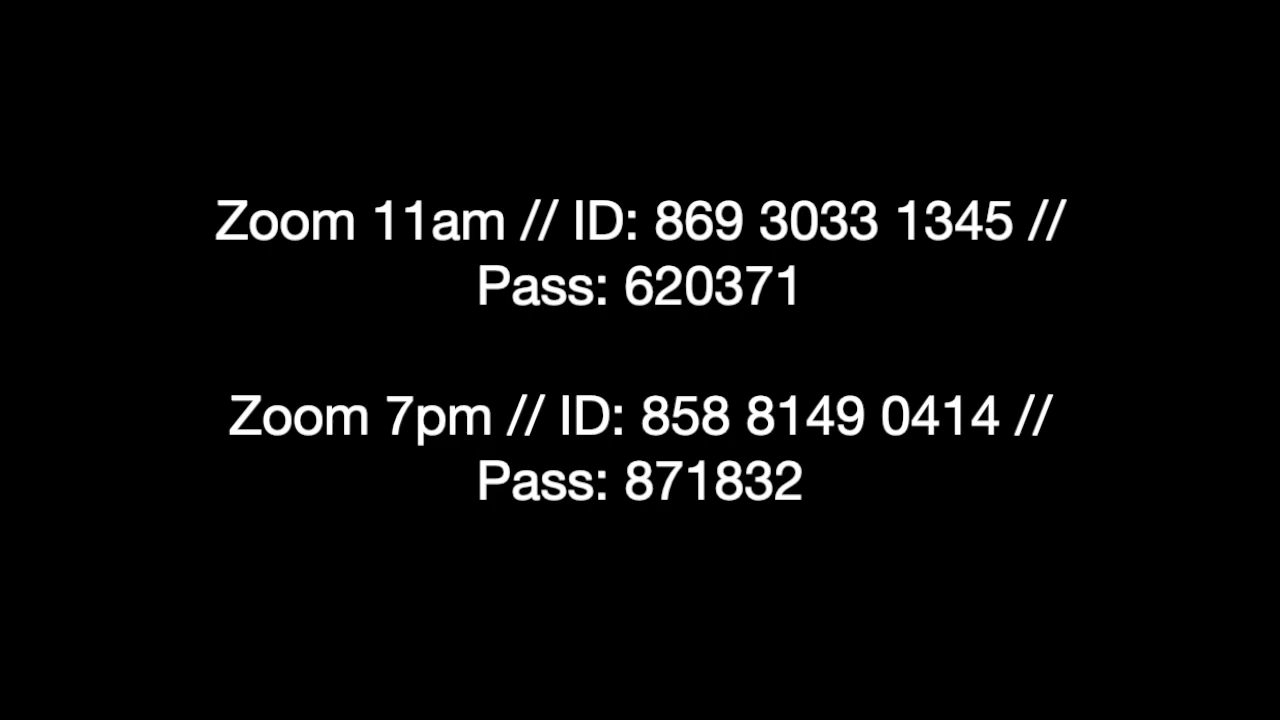 Zoom 11am // ID: 869 3033 1345 //
Pass: 620371
Zoom 7pm // ID: 858 8149 0414 //
Pass: 871832